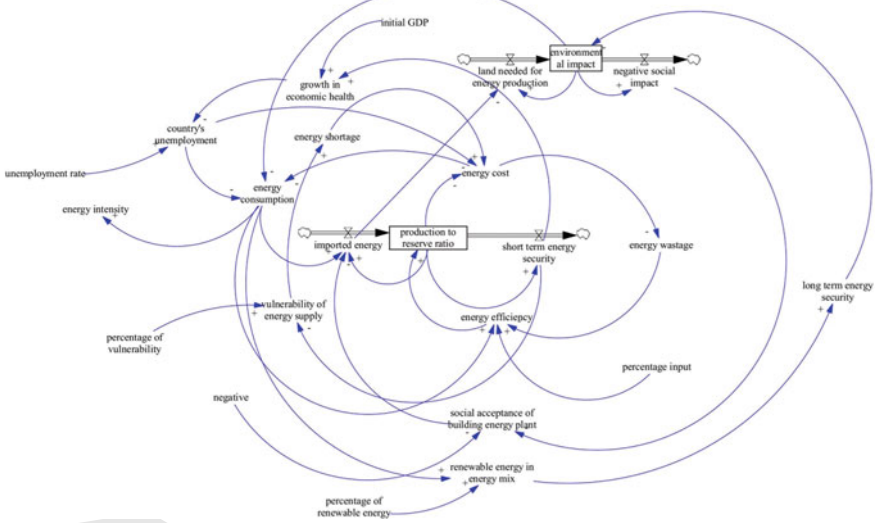 initial GDP
environment
al impact
land needed for
energy production
negative social
impact
growth in
economic health
country's
unemployment
energy shortage
unemployment rate
energy cost
energy
consumption
energy intensity
imported energy
production to
reserve ratio
short term energy
security
energy wastage
long term energy
security
vulnerability of
energy supply
energy efficiency
percentage of
vulnerability
percentage input
negative
social acceptance of
building energy plant
renewable energy in
energy mix
percentage of
renewable energy